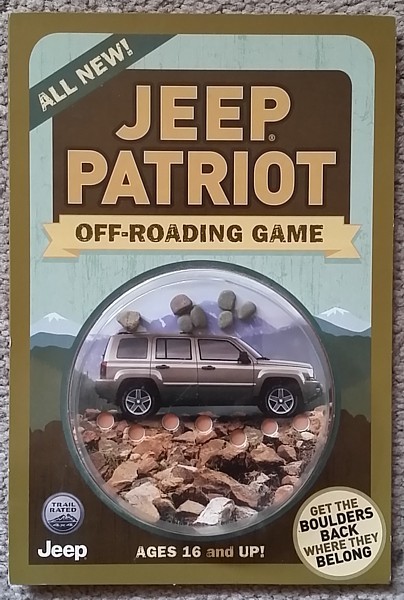 ALL NEW!
JEEP®
PATRIOT
OFF-ROADING GAME
TRAIL
RATED
4x4
Jeep
AGES 16 and UP!
GET THE
BOULDERS
BACK
WHERE THEY
BELONG